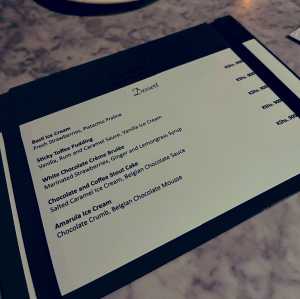 Dessert
Basil Ice Cream
Fresh Strawberries, Pistachio Praline
Sticky Toffee Pudding
Vanilla, Rum and Caramel Sauce, Vanilla Ice Cream
White Chocolate Crème Brulée
Marinated Strawberries, Ginger and Lemongrass Syrup
Chocolate and Coffee Stout Cake
Salted Caramel Ice Cream, Belgian Chocolate Sauce
Amarula Ice Cream
Chocolate Crumb, Belgian Chocolate Mousse